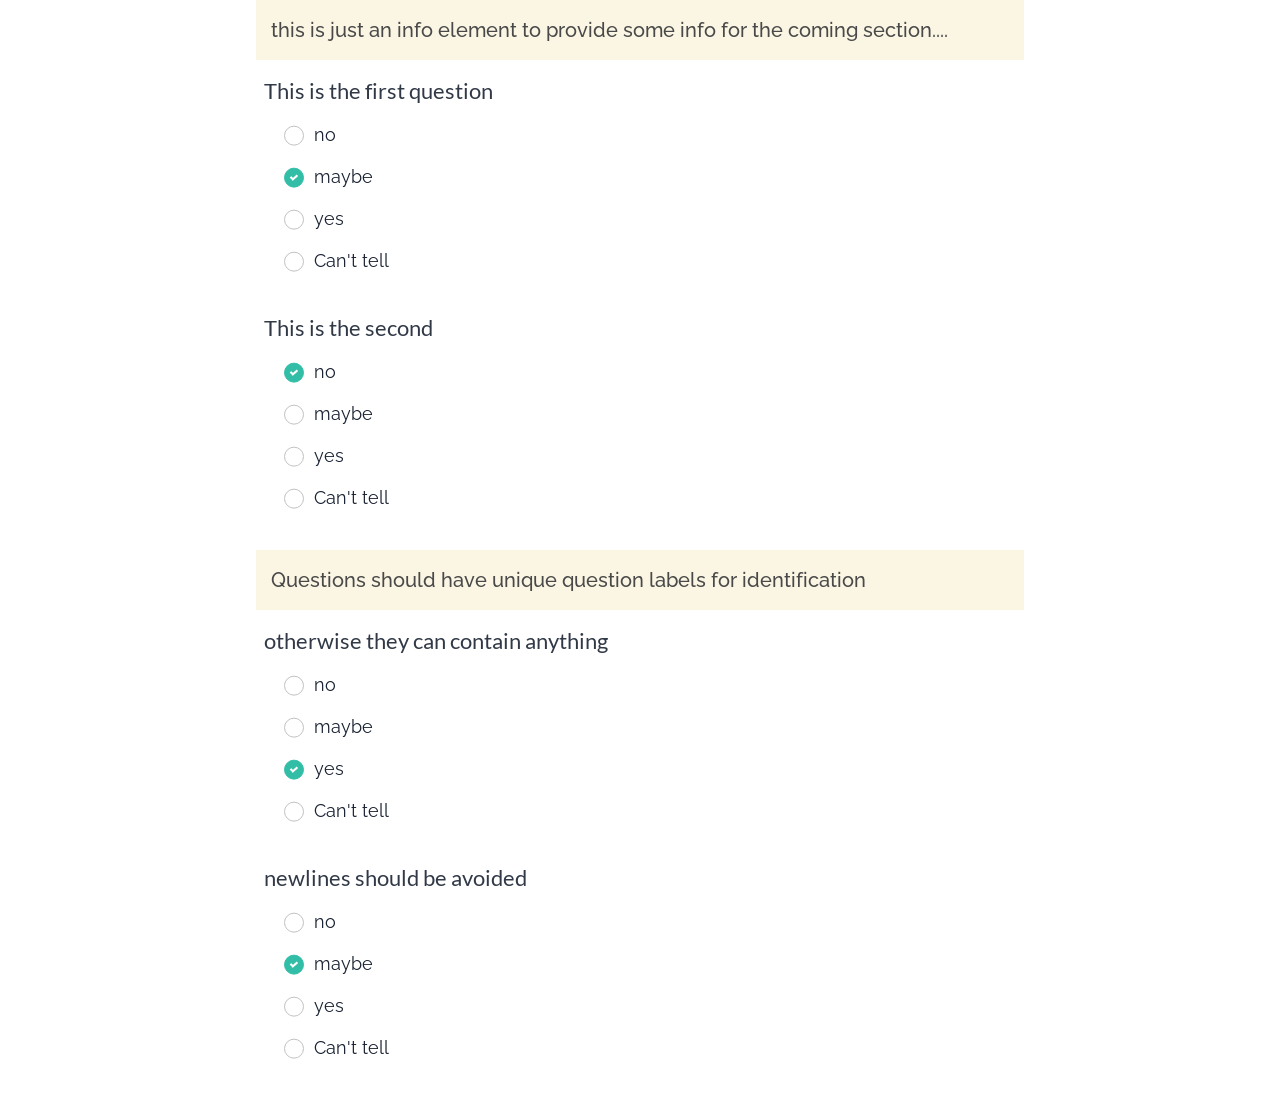 this is just an info element to provide some info for the coming section....
This is the first question
no
maybe
yes
Can't tell
This is the second
no
maybe
yes
Can't tell
Questions should have unique question labels for identification
otherwise they can contain anything
no
maybe
yes
Can't tell
newlines should be avoided
no
maybe
yes
Can't tell